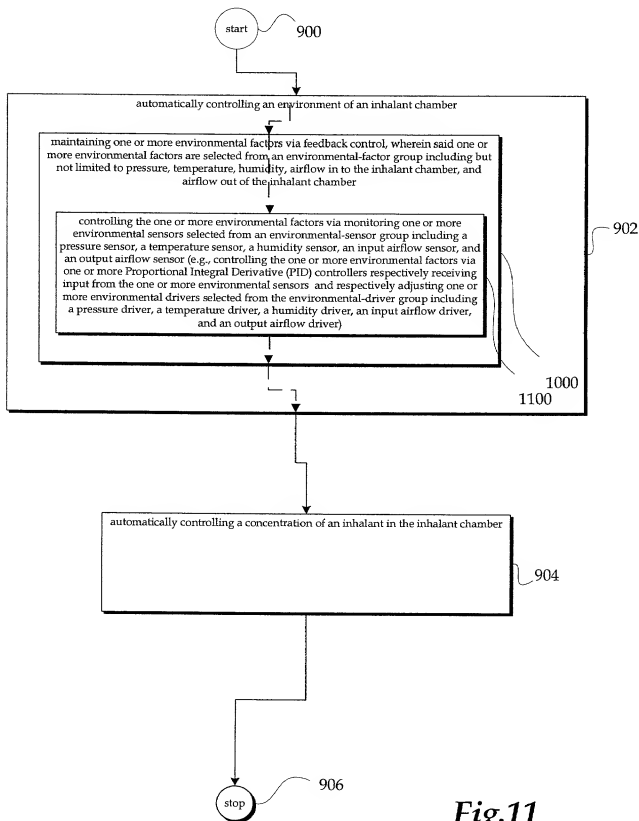 start
900
automatically controlling an environment of an inhalant chamber
maintaining one or more environmental factors via feedback control, wherein said one or
more environmental factors are selected from an environmental-factor group including but
not limited to pressure, temperature, humidity, airflow in to the inhalant chamber, and
airflow out of the inhalant chamber
controlling the one or more environmental factors via monitoring one or more
environmental sensors selected from an environmental-sensor group including a
pressure sensor, a temperature sensor, a humidity sensor, an input airflow sensor, and
an output airflow sensor (e.g., controlling the one or more environmental factors via
one or more Proportional Integral Derivative (PID) controllers respectively receiving
input from the one or more environmental sensors and respectively adjusting one or
more environmental drivers selected from the environmental-driver group including
a pressure driver, a temperature driver, a humidity driver, an input airflow driver,
and an output airflow driver)
902
1000
1100
automatically controlling a concentration of an inhalant in the inhalant chamber
904
906
stop
Fig.11